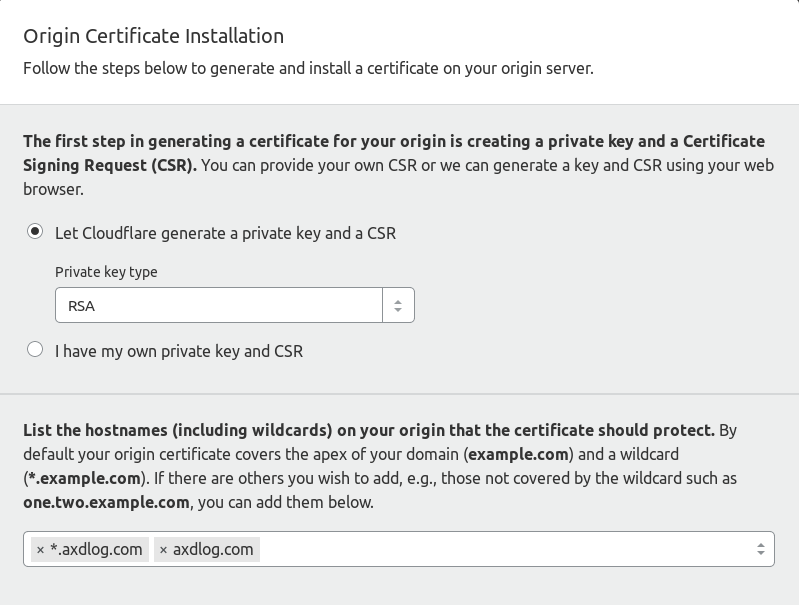 Origin Certificate Installation
Follow the steps below to generate and install a certificate on your origin server.
The first step in generating a certificate for your origin is creating a private key and a Certificate
Signing Request (CSR). You can provide your own CSR or we can generate a key and CSR using your web
browser.
Let Cloudflare generate a private key and a CSR
Private key type
RSA
I have my own private key and CSR
List the hostnames (including wildcards) on your origin that the certificate should protect. By
default your origin certificate covers the apex of your domain (example.com) and a wildcard
(*.example.com). If there are others you wish to add, e.g., those not covered by the wildcard such as
one.two.example.com, you can add them below.
× *.axdlog.com × axdlog.com